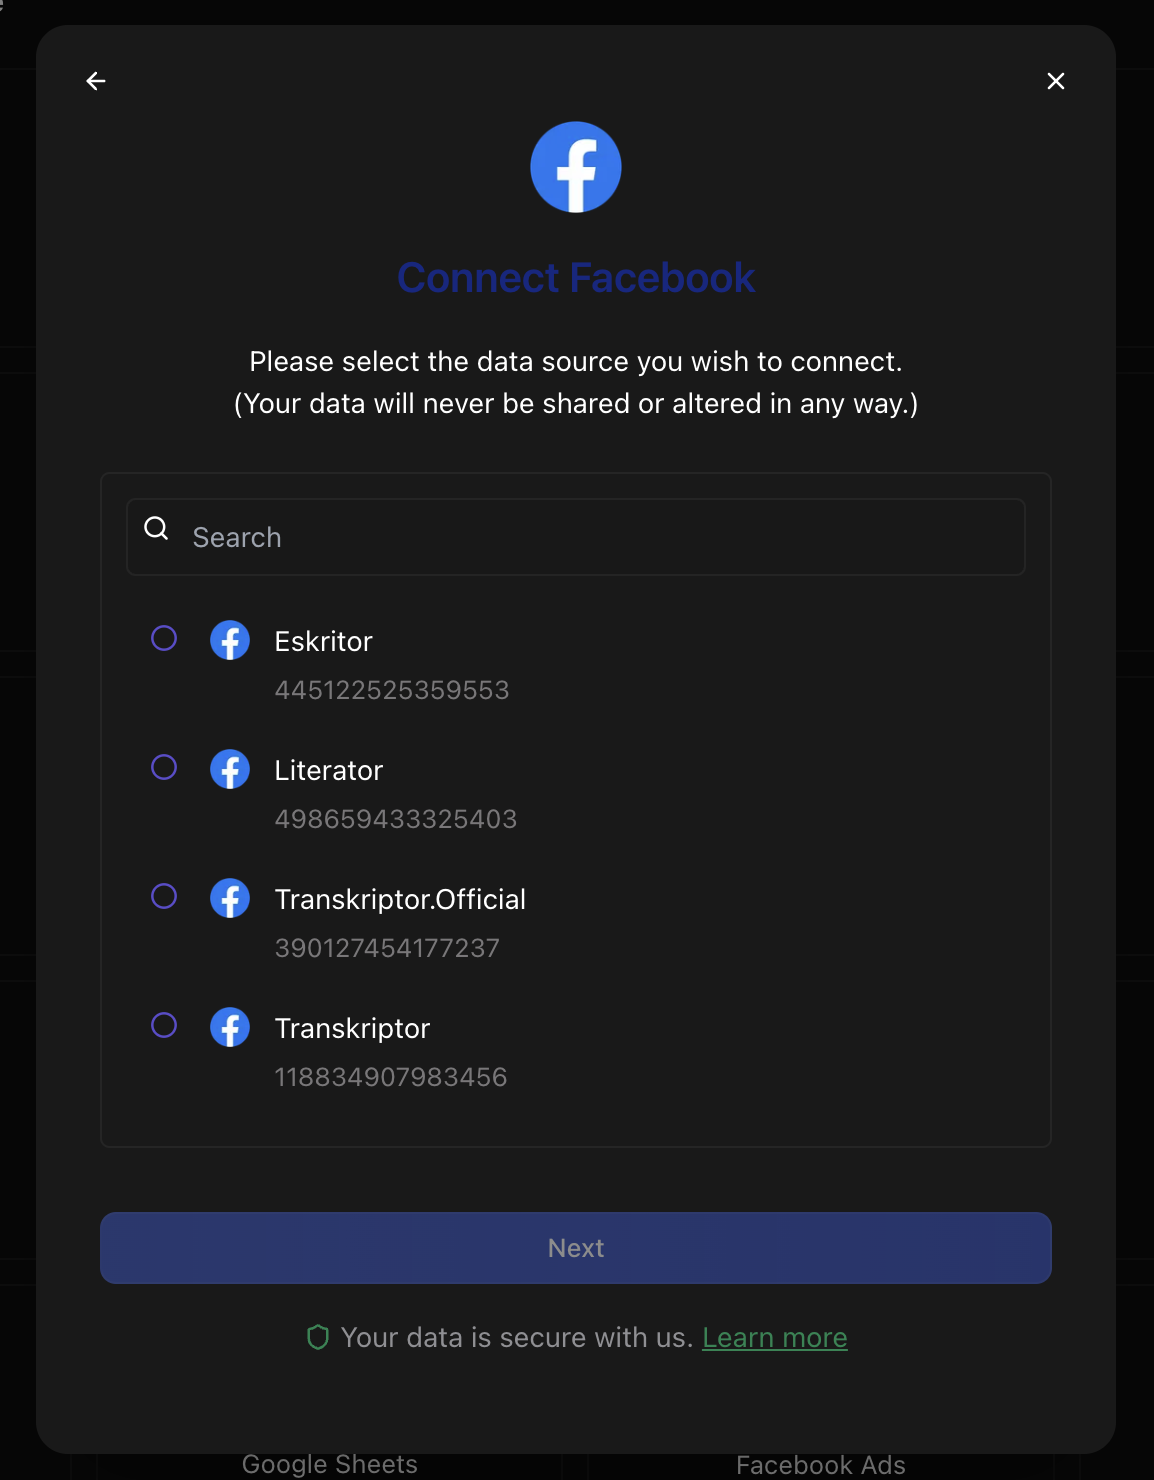 Connect Facebook
Please select the data source you wish to connect.
(Your data will never be shared or altered in any way.)
Search
Eskritor
445122525359553
Literator
498659433325403
Transkriptor.Official
390127454177237
Transkriptor
118834907983456
Next
Your data is secure with us. Learn more
Google Sheets
Facebook Ads